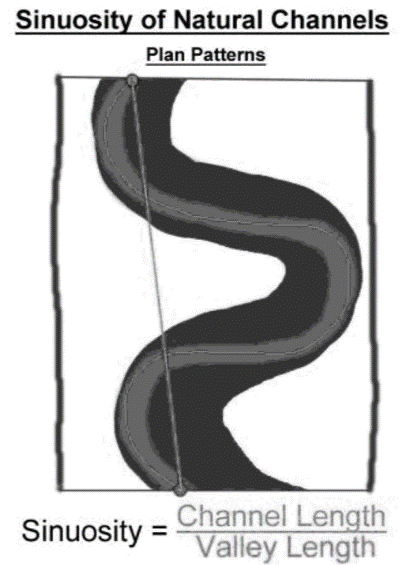 Sinuosity of Natural Channels
Plan Patterns
Sinuosity = Channel Length
Valley Length